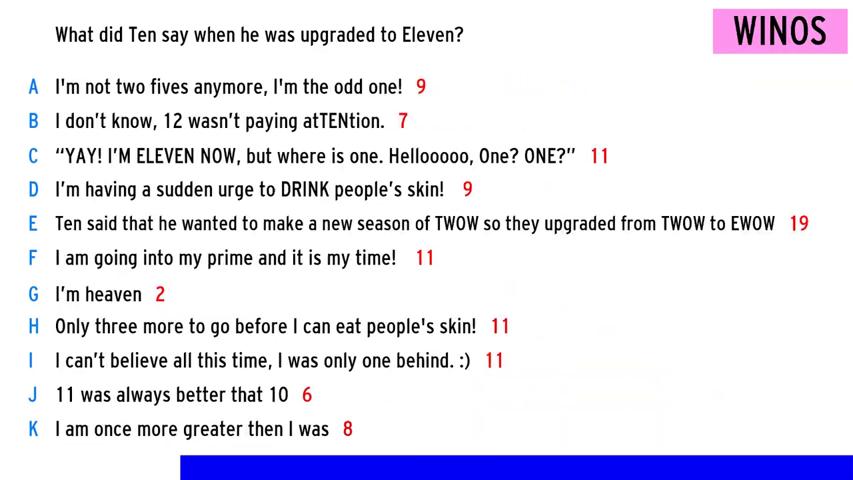 What did Ten say when he was upgraded to Eleven?
WINOS
A I'm not two fives anymore, I'm the odd one! 9
B I don’t know, 12 wasn’t paying atTENtion. 7
C “YAY! I’M ELEVEN NOW, but where is one. Hellooooo, One? ONE?” 11
D I’m having a sudden urge to DRINK people’s skin! 9
E Ten said that he wanted to make a new season of TWOW so they upgraded from TWOW to EWOW 19
F I am going into my prime and it is my time! 11
G I’m heaven 2
H Only three more to go before I can eat people's skin! 11
I I can’t believe all this time, I was only one behind. :) 11
J 11 was always better that 10 6
K I am once more greater then I was 8